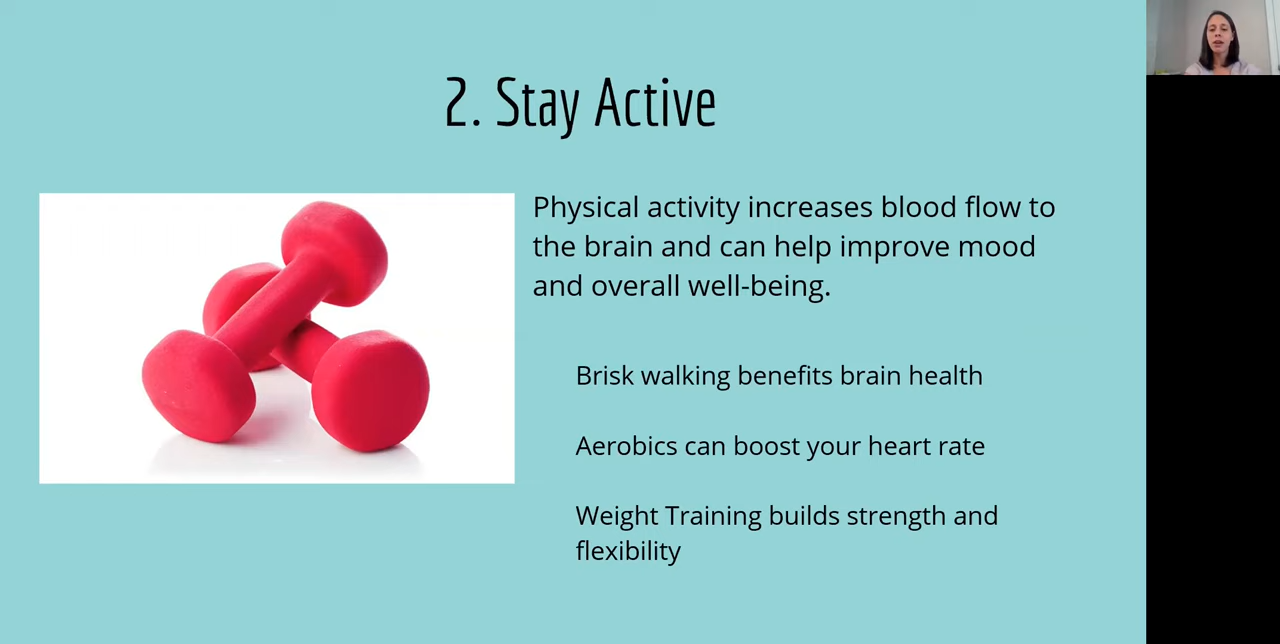 2. Stay Active
Physical activity increases blood flow to
the brain and can help improve mood
and overall well-being.
Brisk walking benefits brain health
Aerobics can boost your heart rate
Weight Training builds strength and
flexibility